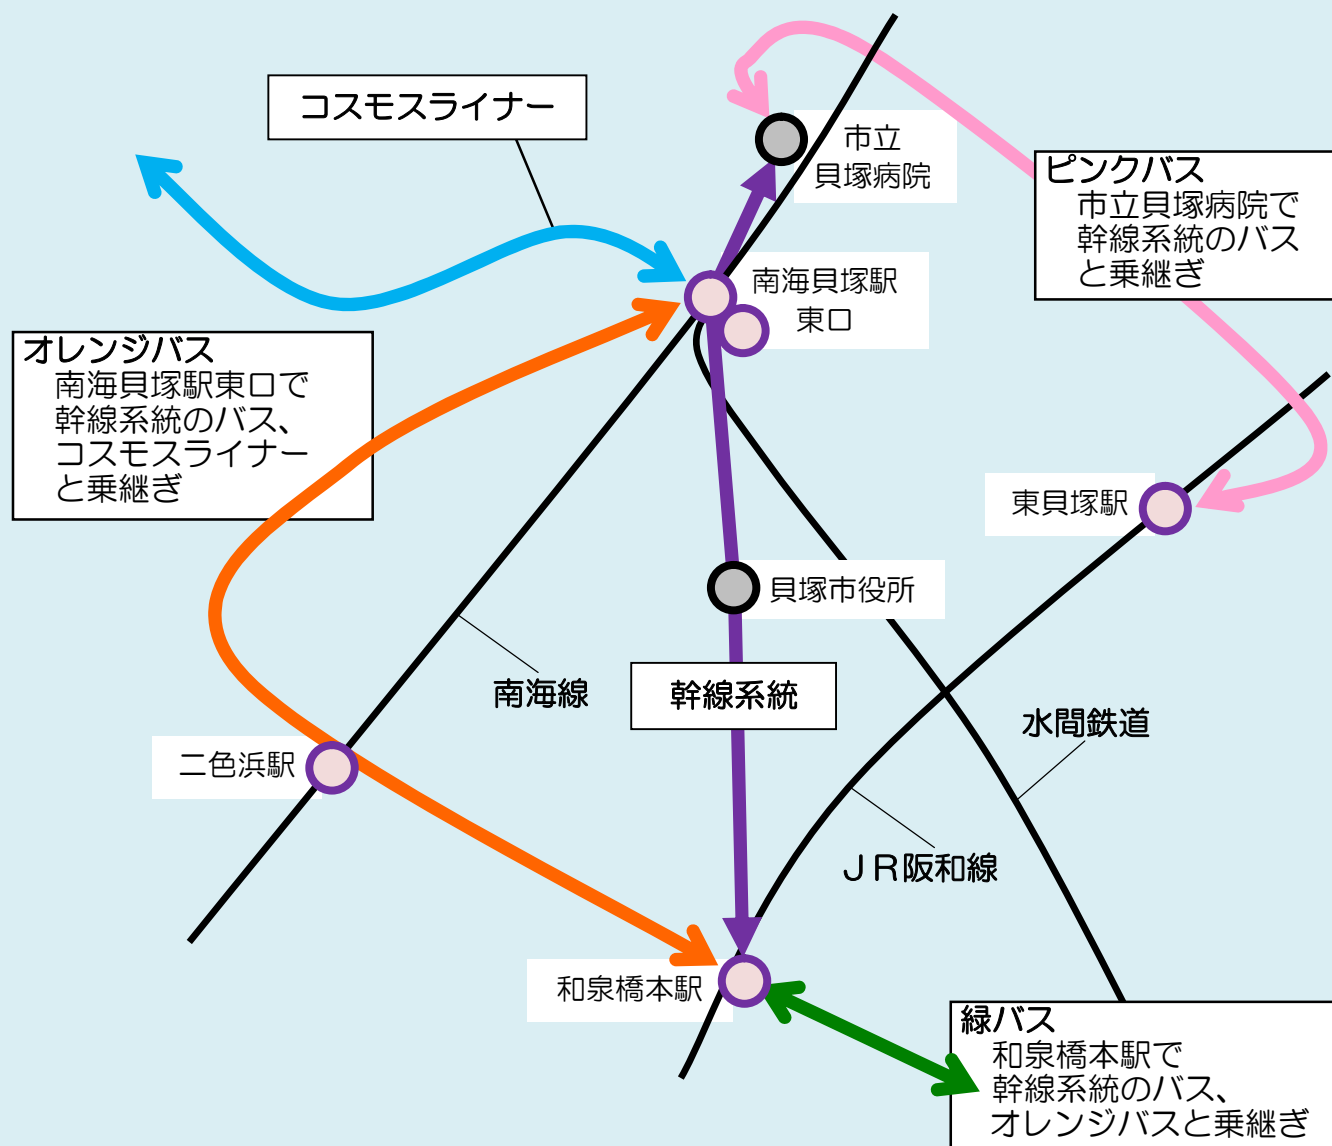 コスモスライナー
市立
貝塚病院
ピンクバス
市立貝塚病院で
幹線系統のバス
と乗継ぎ
南海貝塚駅
東口
オレンジバス
南海貝塚駅東口で
幹線系統のバス、
コスモスライナー
と乗継ぎ
東貝塚駅
貝塚市役所
南海線
幹線系統
水間鉄道
二色浜駅
ＪＲ阪和線
和泉橋本駅
緑バス
和泉橋本駅で
幹線系統のバス、
オレンジバスと乗継ぎ